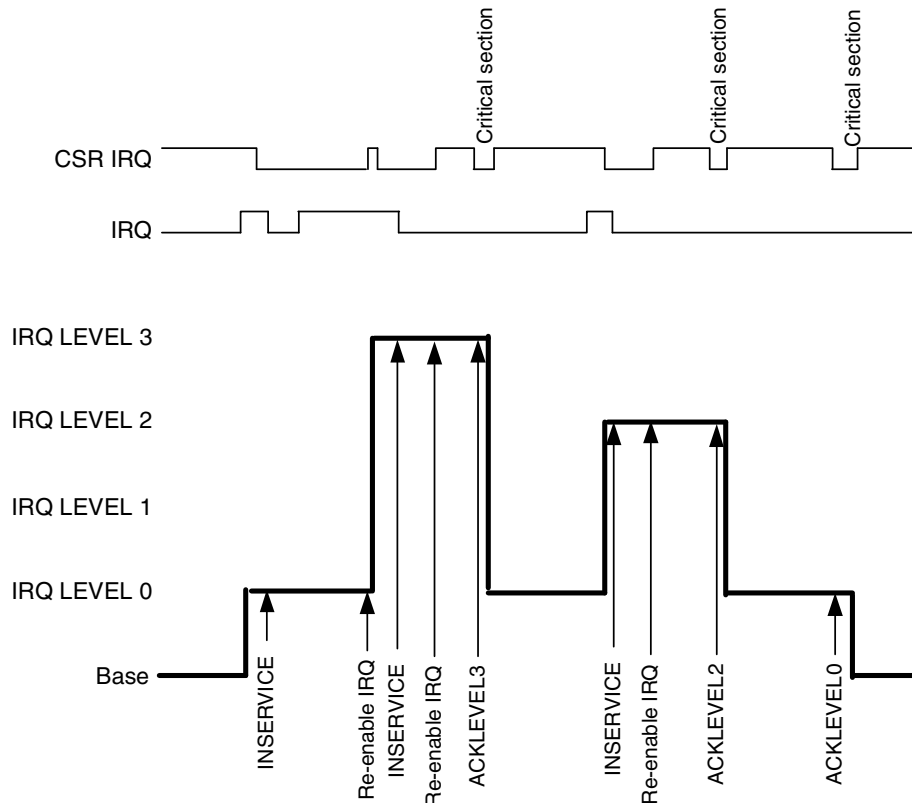 Critical section
Critical section
Critical section
CSR IRQ
IRQ
IRQ LEVEL 3
IRQ LEVEL 2
IRQ LEVEL 1
IRQ LEVEL 0
Base
INSERVICE
Re-enable IRQ
INSERVICE
Re-enable IRQ
ACKLEVEL3
INSERVICE
Re-enable IRQ
ACKLEVEL2
ACKLEVEL0